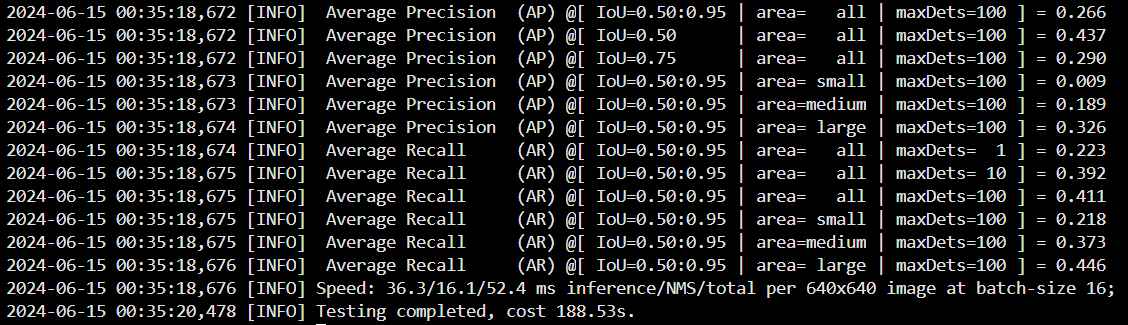 2024-06-15 00:35:18,672 [INFO]  Average Precision  (AP) @[ IoU=0.50:0.95 | area=   all | maxDets=100 ] = 0.266
2024-06-15 00:35:18,672 [INFO]  Average Precision  (AP) @[ IoU=0.50      | area=   all | maxDets=100 ] = 0.437
2024-06-15 00:35:18,672 [INFO]  Average Precision  (AP) @[ IoU=0.75      | area=   all | maxDets=100 ] = 0.290
2024-06-15 00:35:18,673 [INFO]  Average Precision  (AP) @[ IoU=0.50:0.95 | area= small | maxDets=100 ] = 0.009
2024-06-15 00:35:18,673 [INFO]  Average Precision  (AP) @[ IoU=0.50:0.95 | area=medium | maxDets=100 ] = 0.189
2024-06-15 00:35:18,674 [INFO]  Average Precision  (AP) @[ IoU=0.50:0.95 | area= large | maxDets=100 ] = 0.326
2024-06-15 00:35:18,674 [INFO]  Average Recall     (AR) @[ IoU=0.50:0.95 | area=   all | maxDets=  1 ] = 0.223
2024-06-15 00:35:18,675 [INFO]  Average Recall     (AR) @[ IoU=0.50:0.95 | area=   all | maxDets= 10 ] = 0.392
2024-06-15 00:35:18,675 [INFO]  Average Recall     (AR) @[ IoU=0.50:0.95 | area=   all | maxDets=100 ] = 0.411
2024-06-15 00:35:18,675 [INFO]  Average Recall     (AR) @[ IoU=0.50:0.95 | area= small | maxDets=100 ] = 0.218
2024-06-15 00:35:18,675 [INFO]  Average Recall     (AR) @[ IoU=0.50:0.95 | area=medium | maxDets=100 ] = 0.373
2024-06-15 00:35:18,676 [INFO]  Average Recall     (AR) @[ IoU=0.50:0.95 | area= large | maxDets=100 ] = 0.446
2024-06-15 00:35:18,676 [INFO] Speed: 36.3/16.1/52.4 ms inference/NMS/total per 640x640 image at batch-size 16;
2024-06-15 00:35:20,478 [INFO] Testing completed, cost 188.53s.